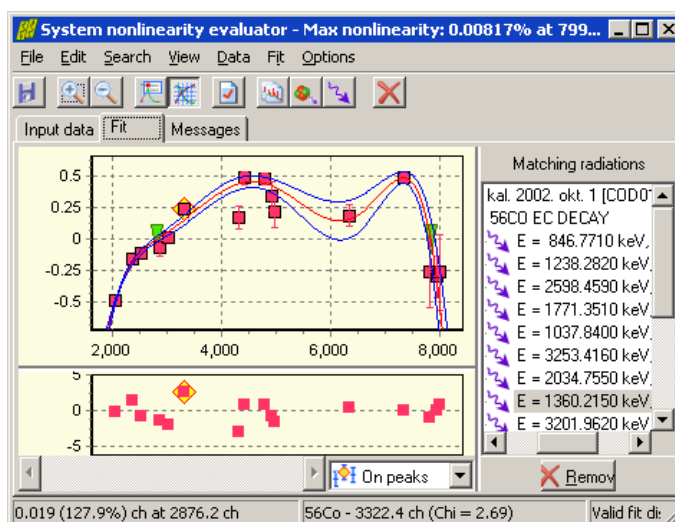 System nonlinearity evaluator - Max nonlinearity: 0.00817% at 799...
File Edit Search View Data Fit Options
Input data Fit Messages
0.5
0.25
0
-0.25
-0.5
2,000 4,000 6,000 8,000
5
0
-5
On peaks
Matching radiations
kal. 2002. okt. 1 [COD0
56CO EC DECAY
E = 846.7710 keV,
E = 1238.2820 keV,
E = 2598.4590 keV,
E = 1771.3510 keV,
E = 1037.8400 keV,
E = 3253.4160 keV,
E = 2034.7550 keV,
E = 1360.2150 keV,
E = 3201.9620 keV,
Remov
0.019 (127.9%) ch at 2876.2 ch
56Co - 3322.4 ch (Chi = 2.69)
Valid fit di